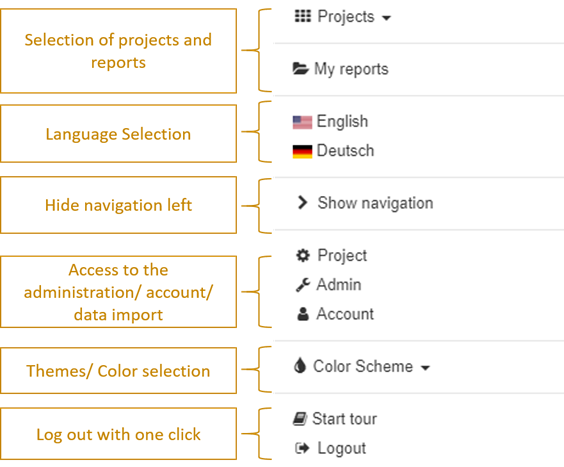 Selection of projects and
reports
Projects
My reports
Language Selection
English
Deutsch
Hide navigation left
Show navigation
Access to the
administration/ account/
data import
Project
Admin
Account
Themes/ Color selection
Color Scheme
Log out with one click
Start tour
Logout